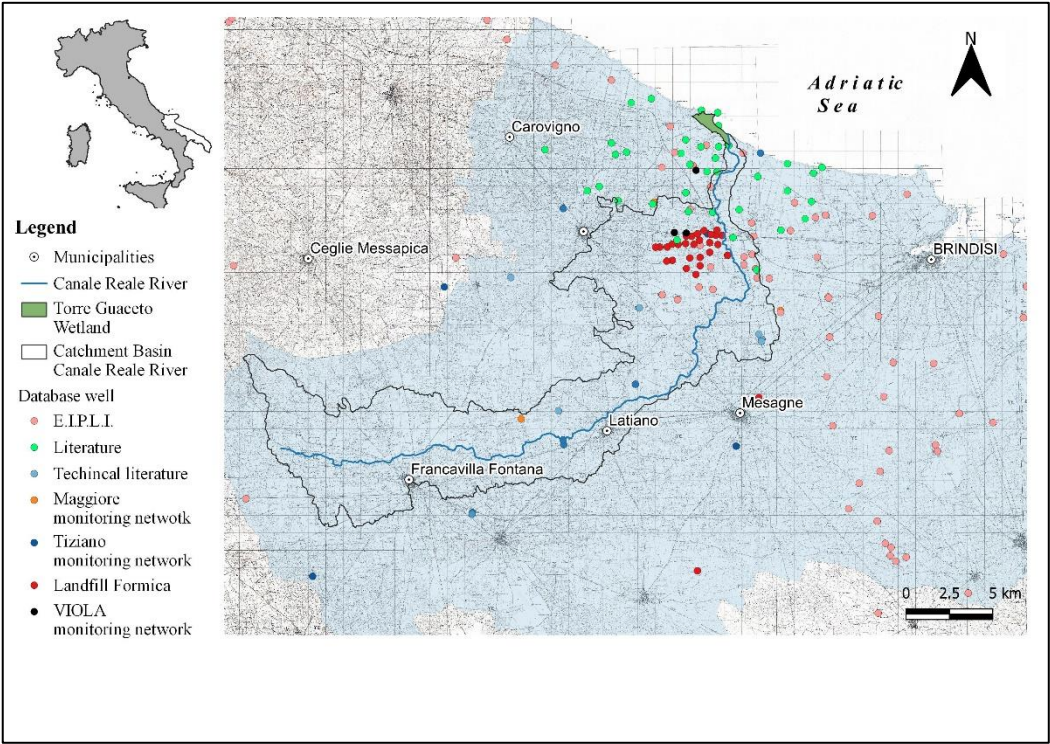 N
Adriatic
Sea
Carovigno
Ceglie Messapica
BRINDISI
Mesagne
Latiano
Francavilla Fontana
0 2.5 5 km
Legend
Municipalities
Canale Reale River
Torre Guaceto
Wetland
Catchment Basin
Canale Reale River
Database well
E.I.P.L.I.
Literature
Techincal literature
Maggiore
monitoring netwotk
Tiziano
monitoring network
Landfill Formica
VIOLA
monitoring network